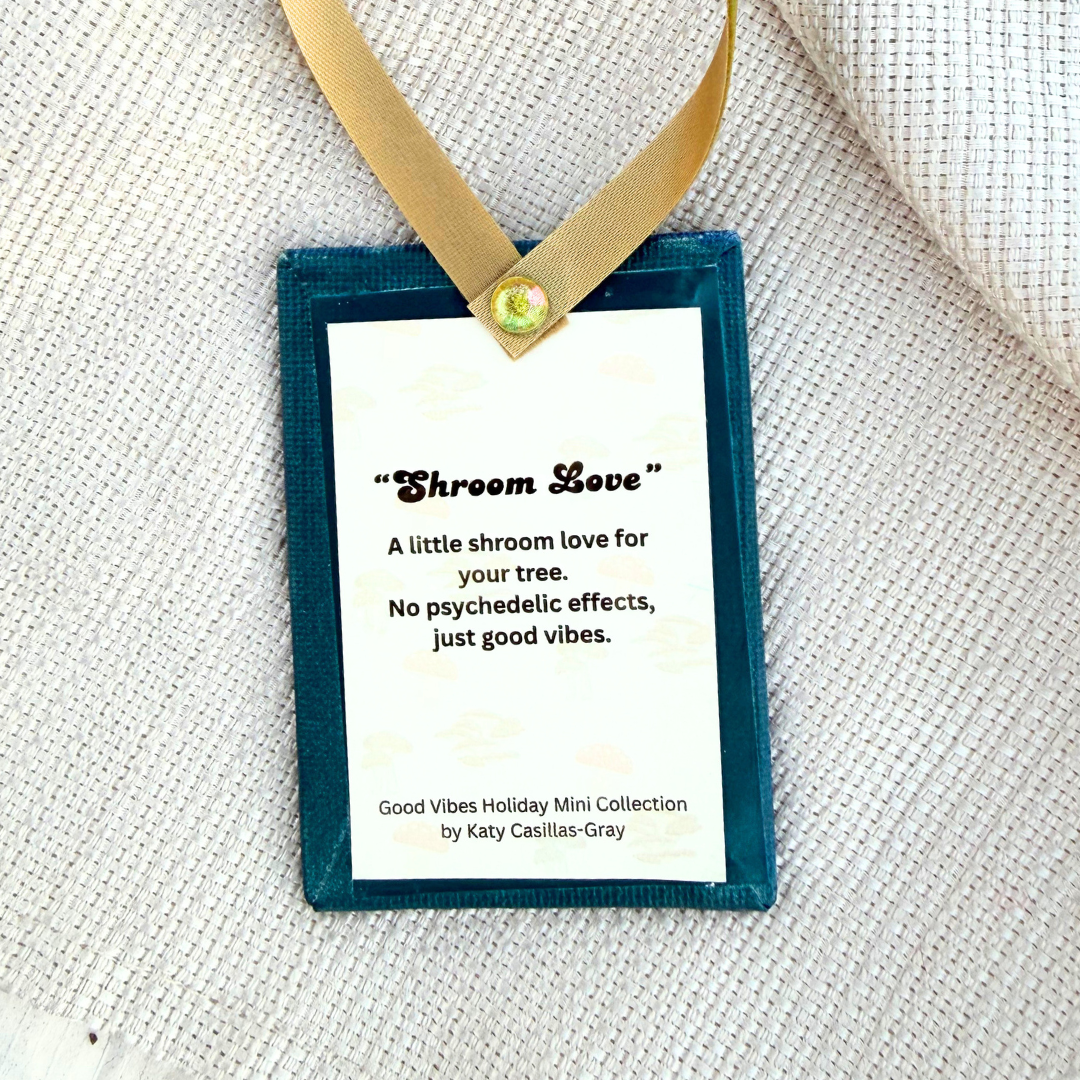 “Shroom Love”
A little shroom love for
your tree.
No psychedelic effects,
just good vibes.
Good Vibes Holiday Mini Collection
by Katy Casillas-Gray